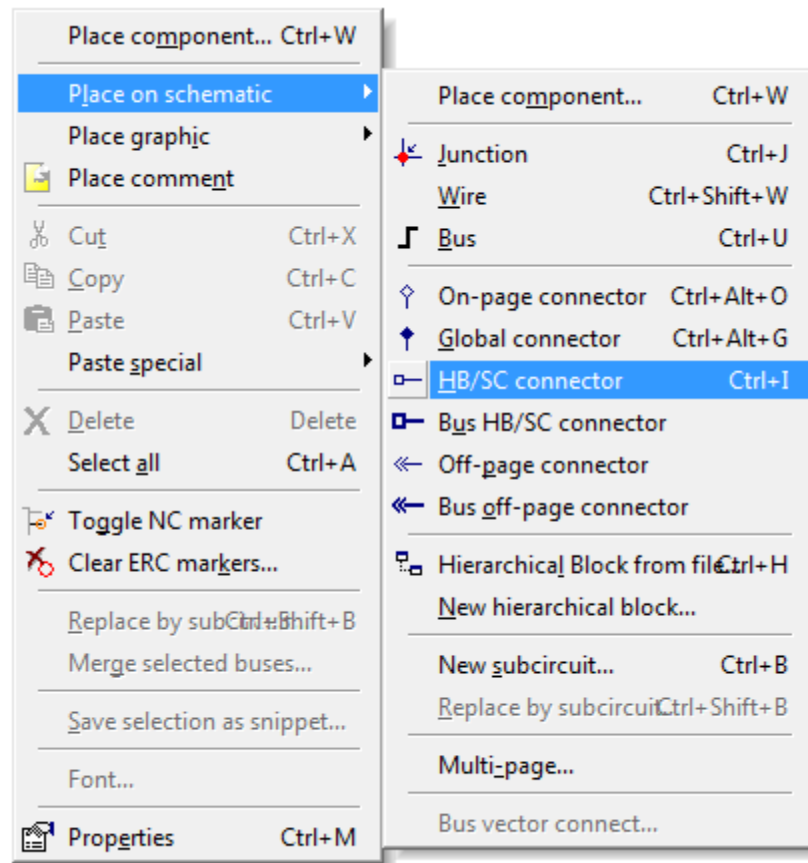 Place component... Ctrl+W
Place on schematic
Place graphic
Place comment
Cut Ctrl+X
Copy Ctrl+C
Paste Ctrl+V
Paste special
Delete Delete
Select all Ctrl+A
Toggle NC marker
Clear ERC markers...
Replace by Shift+B
Merge selected buses...
Save selection as snippet...
Font...
Properties Ctrl+M
Place component... Ctrl+W
Junction Ctrl+J
Wire Ctrl+Shift+W
Bus Ctrl+U
On-page connector Ctrl+Alt+O
Global connector Ctrl+Alt+G
HB/SC connector Ctrl+I
Bus HB/SC connector
Off-page connector
Bus off-page connector
Hierarchical Block from file Ctrl+H
New hierarchical block...
New subcircuit... Ctrl+B
Replace by subcircuit Ctrl+Shift+B
Multi-page...
Bus vector connect...